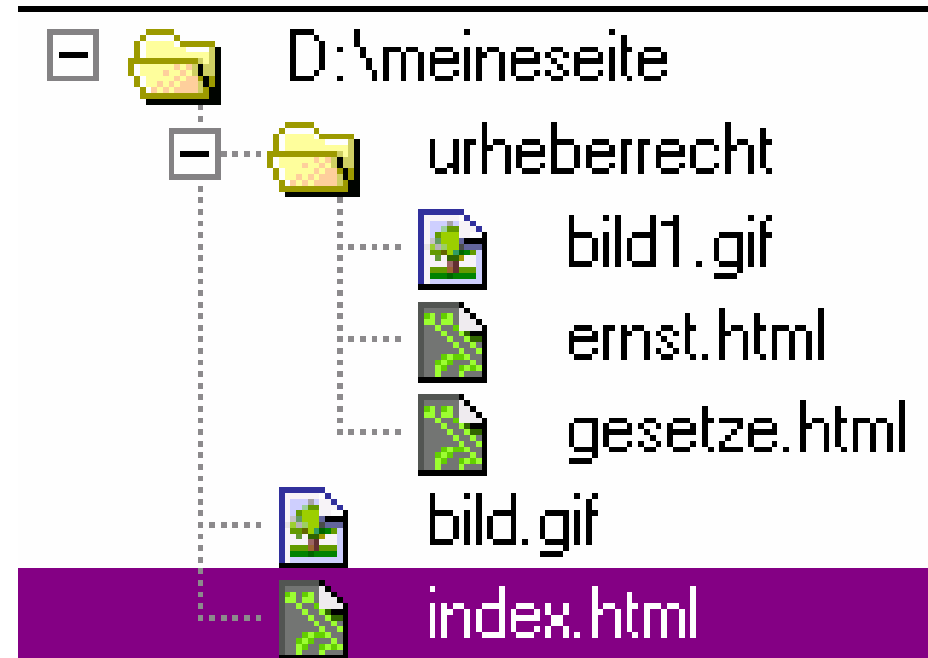 D:\meineseite
urheberrecht
bild1.gif
ernst.html
gesetze.html
bild.gif
index.html